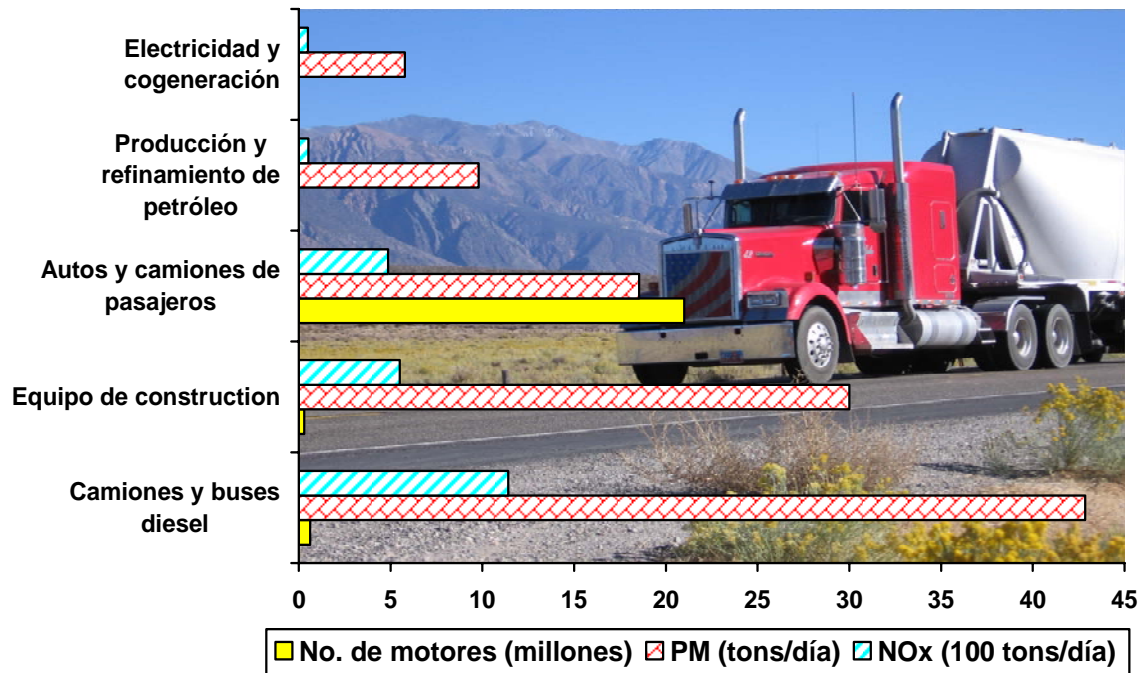 Electricidad y
cogeneración
Producción y
refinamiento de
petróleo
Autos y camiones de
pasajeros
Equipo de construction
Camiones y buses
diesel
0 5 10 15 20 25 30 35 40 45
No. de motores (millones) PM (tons/día) NOx (100 tons/día)